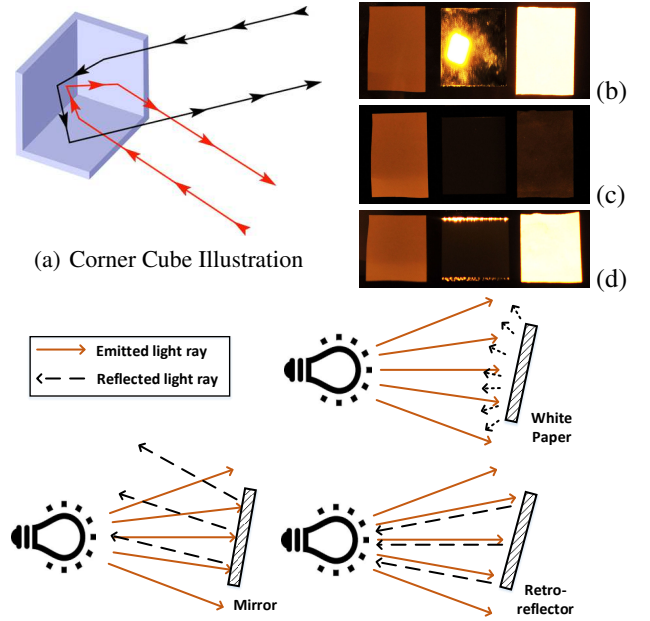 (b)
(c)
(a) Corner Cube Illustration
(d)
Emitted light ray
Reflected light ray
White
Paper
Mirror
Retro-
reflector